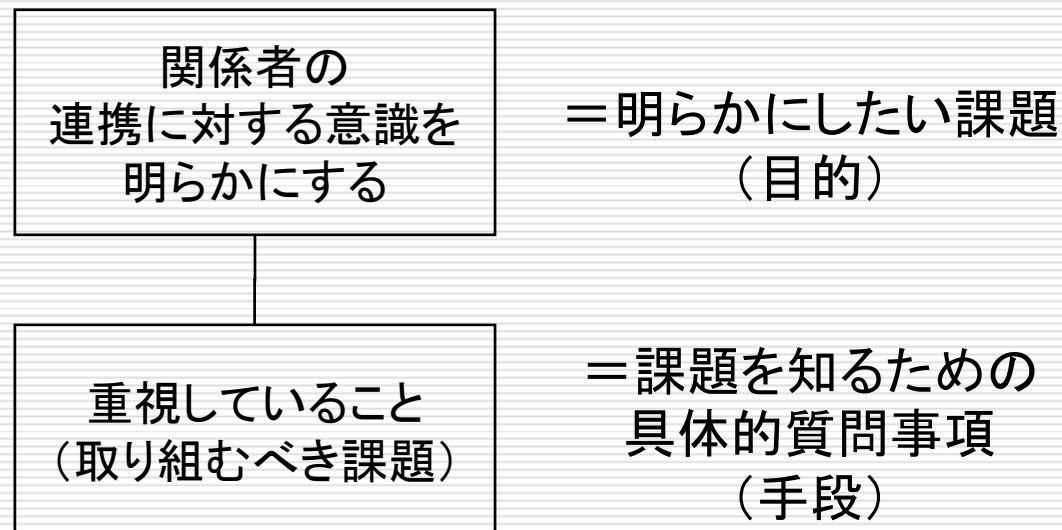 関係者の
連携に対する意識を
明らかにする
＝明らかにしたい課題
（目的）
重視していること
（取り組むべき課題）
＝課題を知るための
具体的質問事項
（手段）